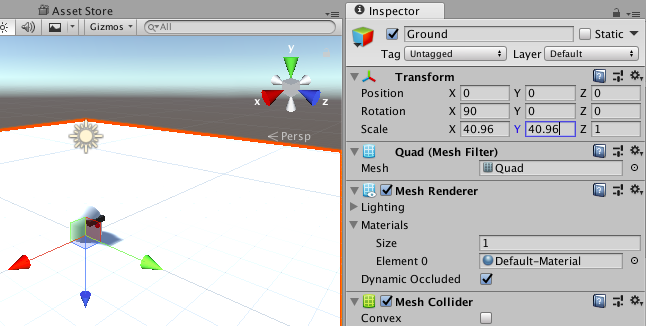 Asset Store
Gizmos
All
y
x
z
Persp
Inspector
Ground
Static
Tag Untagged Layer Default
Transform
Position X 0 Y 0 Z 0
Rotation X 90 Y 0 Z 0
Scale X 40.96 Y 40.96 Z 1
Quad (Mesh Filter)
Mesh Quad
Mesh Renderer
Lighting
Materials
Size 1
Element 0 Default-Material
Dynamic Occluded
Mesh Collider
Convex